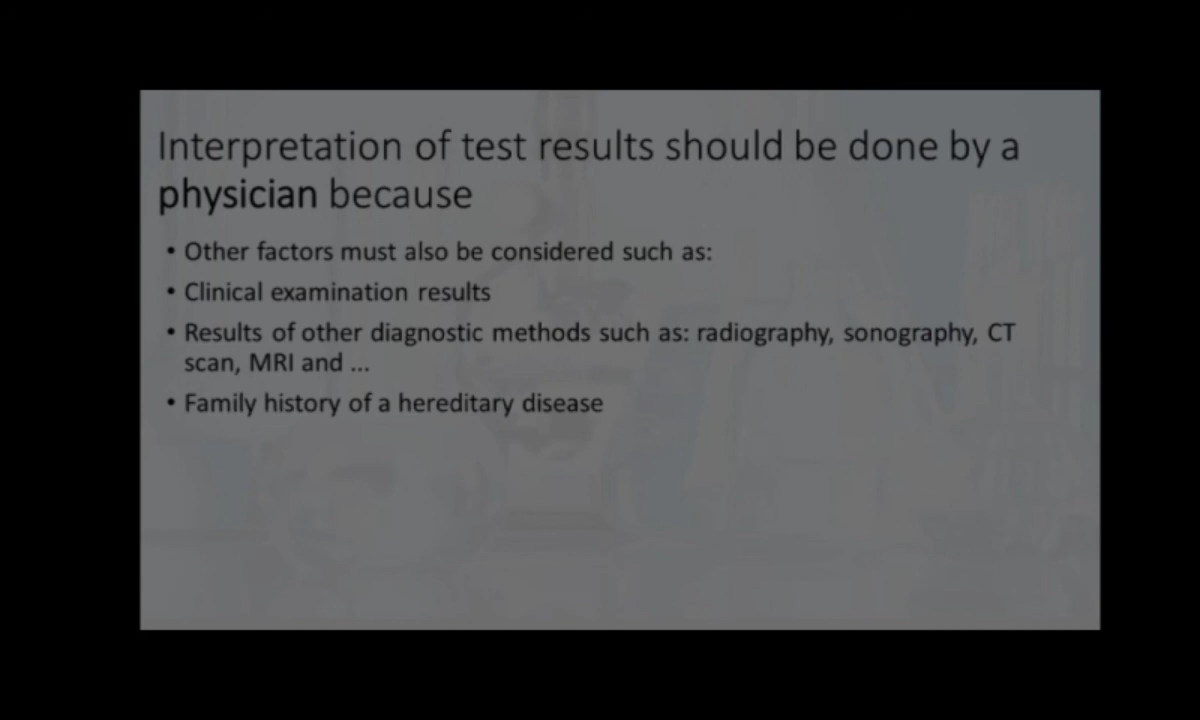 Interpretation of test results should be done by a
physician because
• Other factors must also be considered such as:
• Clinical examination results
• Results of other diagnostic methods such as: radiography, sonography, CT
scan, MRI and ...
• Family history of a hereditary disease